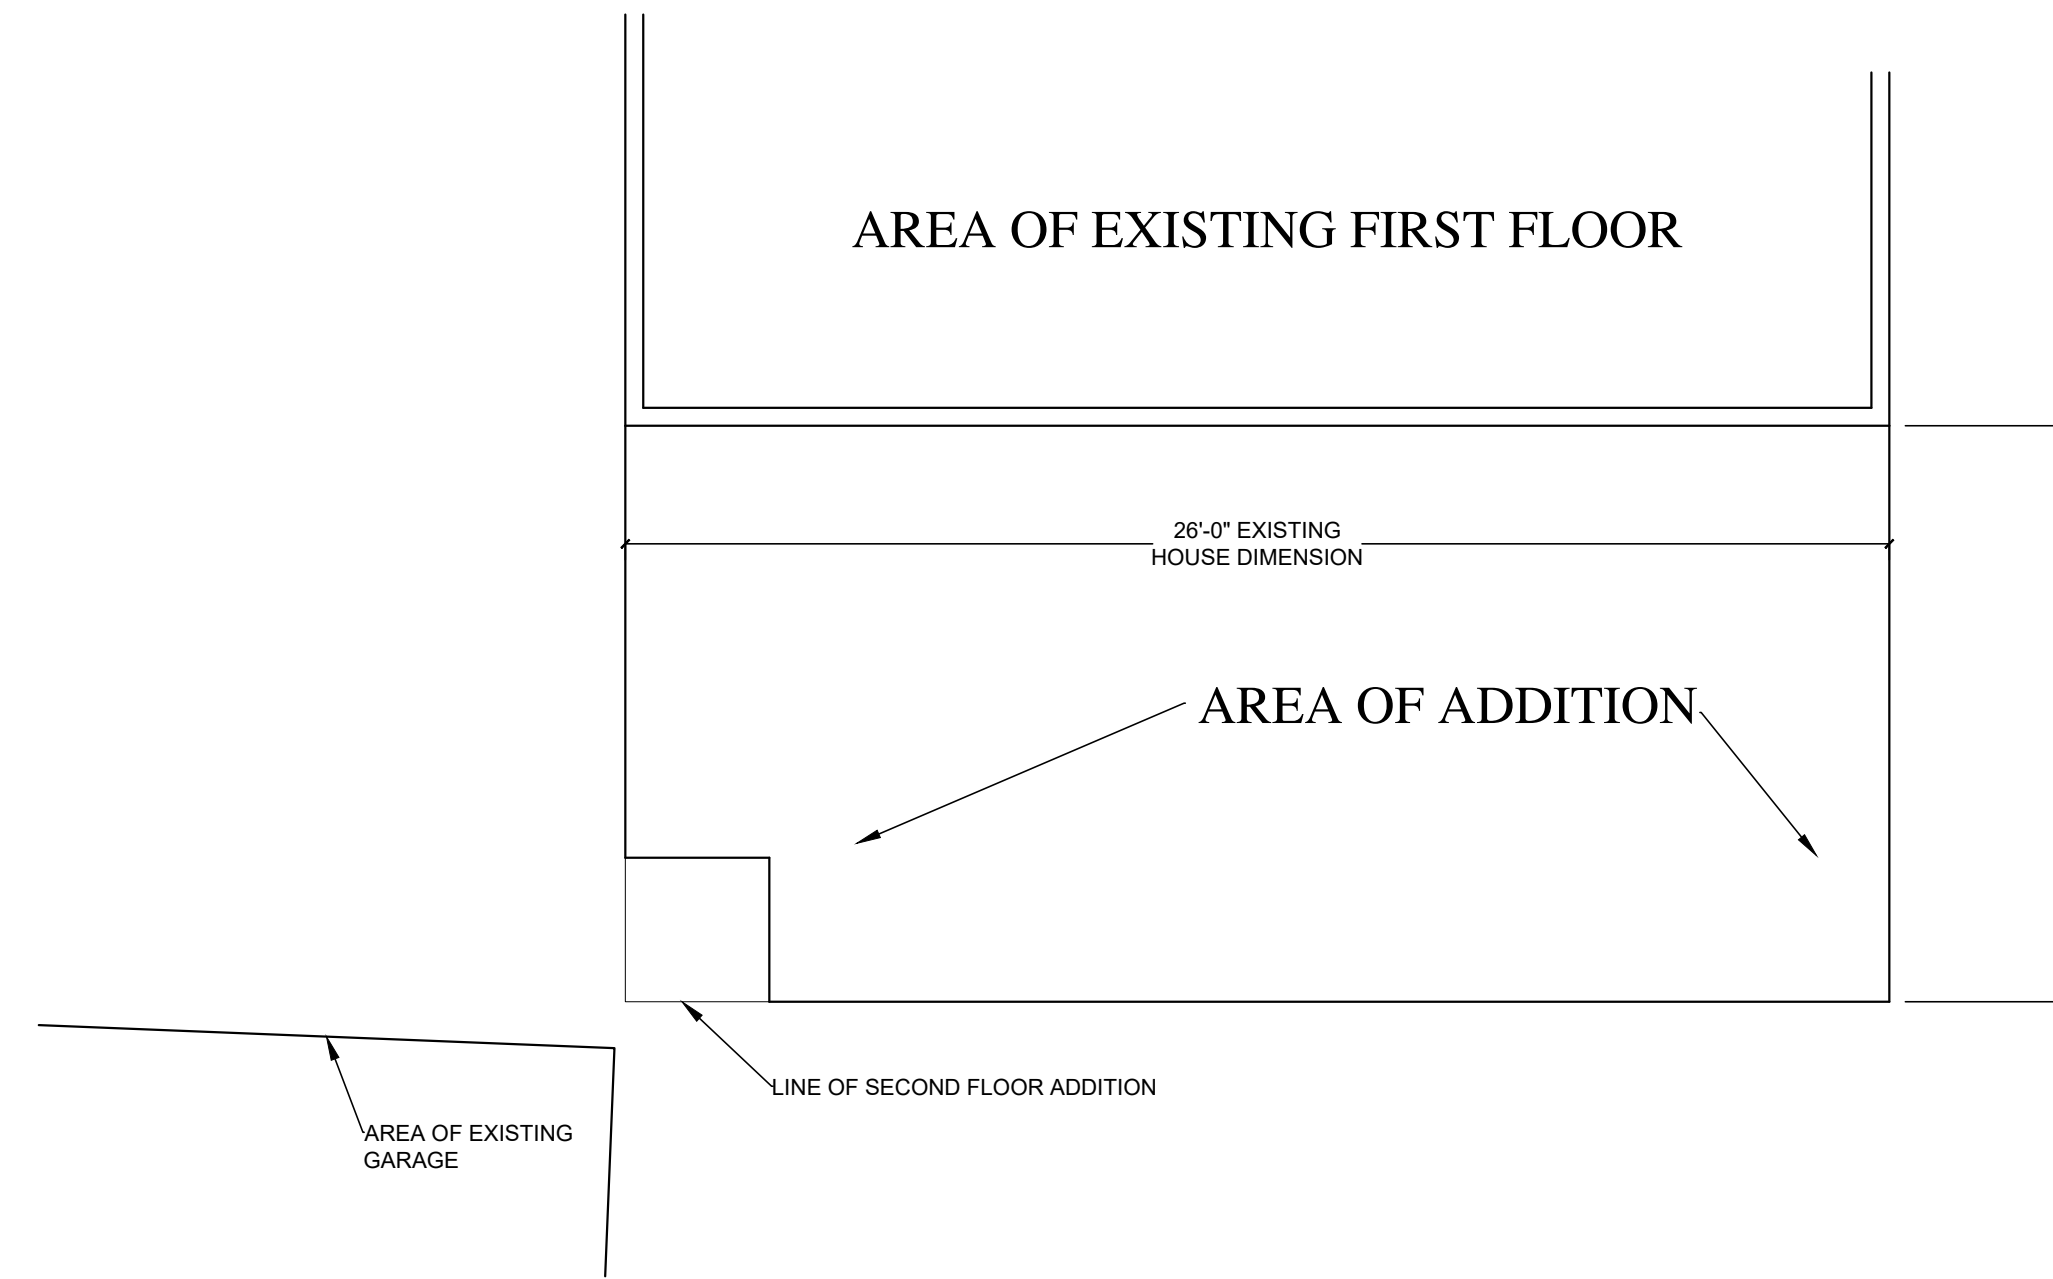 AREA OF EXISTING FIRST FLOOR
26'-0" EXISTING
HOUSE DIMENSION
AREA OF ADDITION
LINE OF SECOND FLOOR ADDITION
AREA OF EXISTING
GARAGE